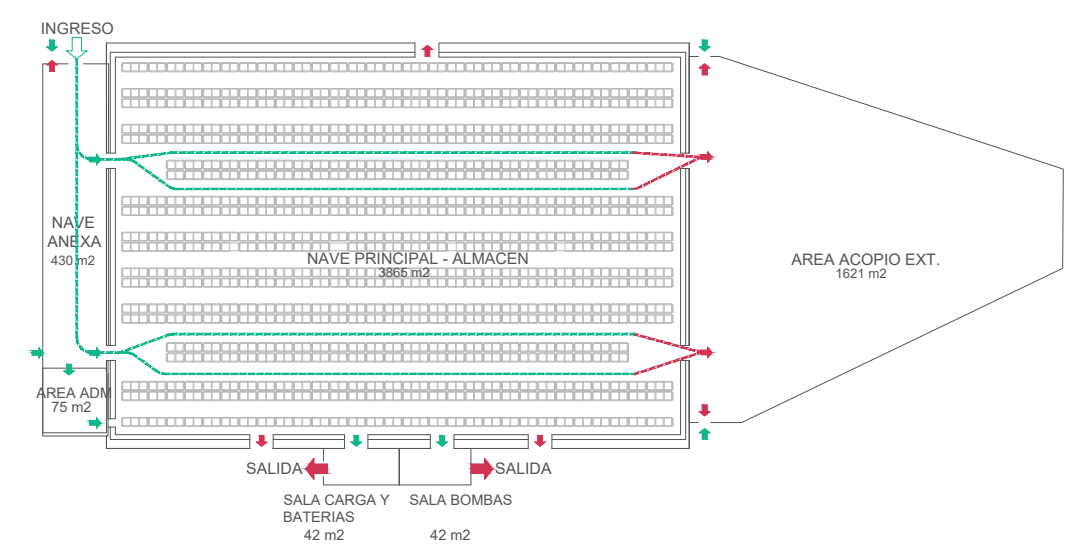 INGRESO
NAVE
ANEXA
430 m2
NAVE PRINCIPAL - ALMACEN
3865 m2
AREA ACOPIO EXT.
1621 m2
AREA ADM
75 m2
SALIDA
SALIDA
SALA CARGA Y
BATERIAS
42 m2
SALA BOMBAS
42 m2